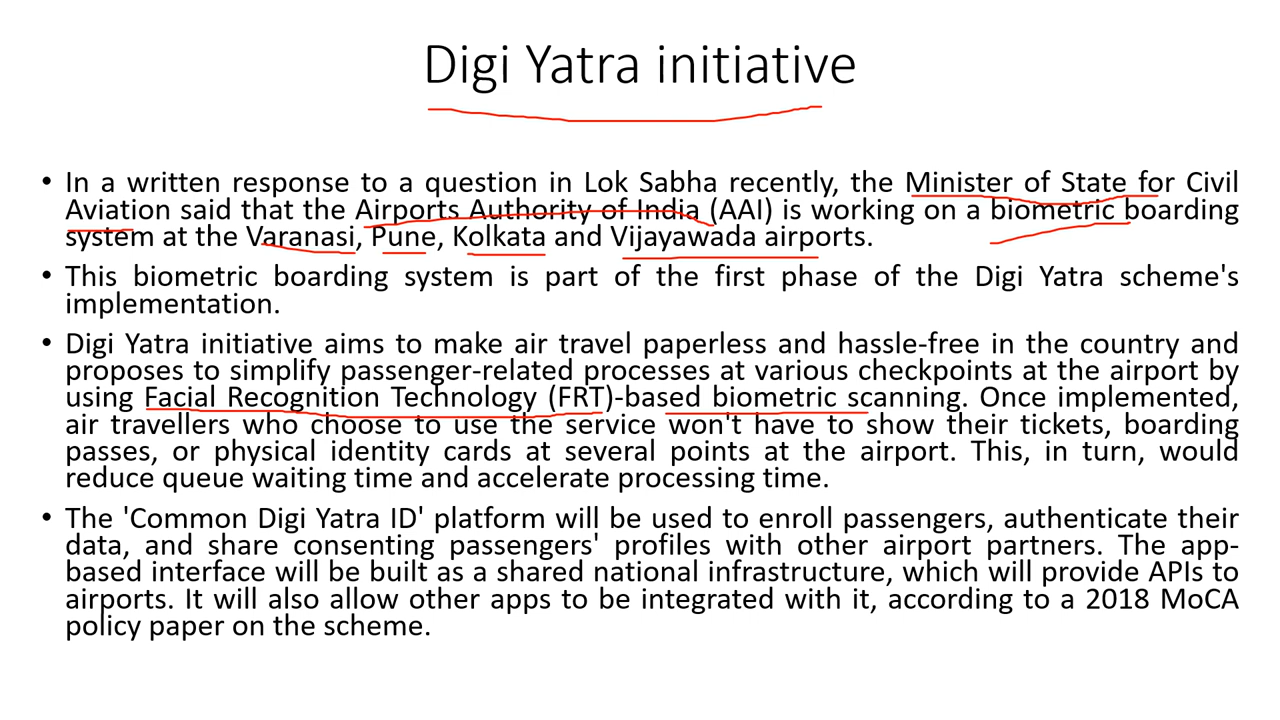 Digi Yatra initiative
• In a written response to a question in Lok Sabha recently, the Minister of State for Civil
Aviation said that the Airports Authority of India (AAI) is working on a biometric boarding
system at the Varanasi, Pune, Kolkata and Vijayawada airports.
• This biometric boarding system is part of the first phase of the Digi Yatra scheme's
implementation.
• Digi Yatra initiative aims to make air travel paperless and hassle-free in the country and
proposes to simplify passenger-related processes at various checkpoints at the airport by
using Facial Recognition Technology (FRT)-based biometric scanning. Once implemented,
air travellers who choose to use the service won't have to show their tickets, boarding
passes, or physical identity cards at several points at the airport. This, in turn, would
reduce queue waiting time and accelerate processing time.
• The 'Common Digi Yatra ID' platform will be used to enroll passengers, authenticate their
data, and share consenting passengers' profiles with other airport partners. The app-
based interface will be built as a shared national infrastructure, which will provide APIs to
airports. It will also allow other apps to be integrated with it, according to a 2018 MoCA
policy paper on the scheme.